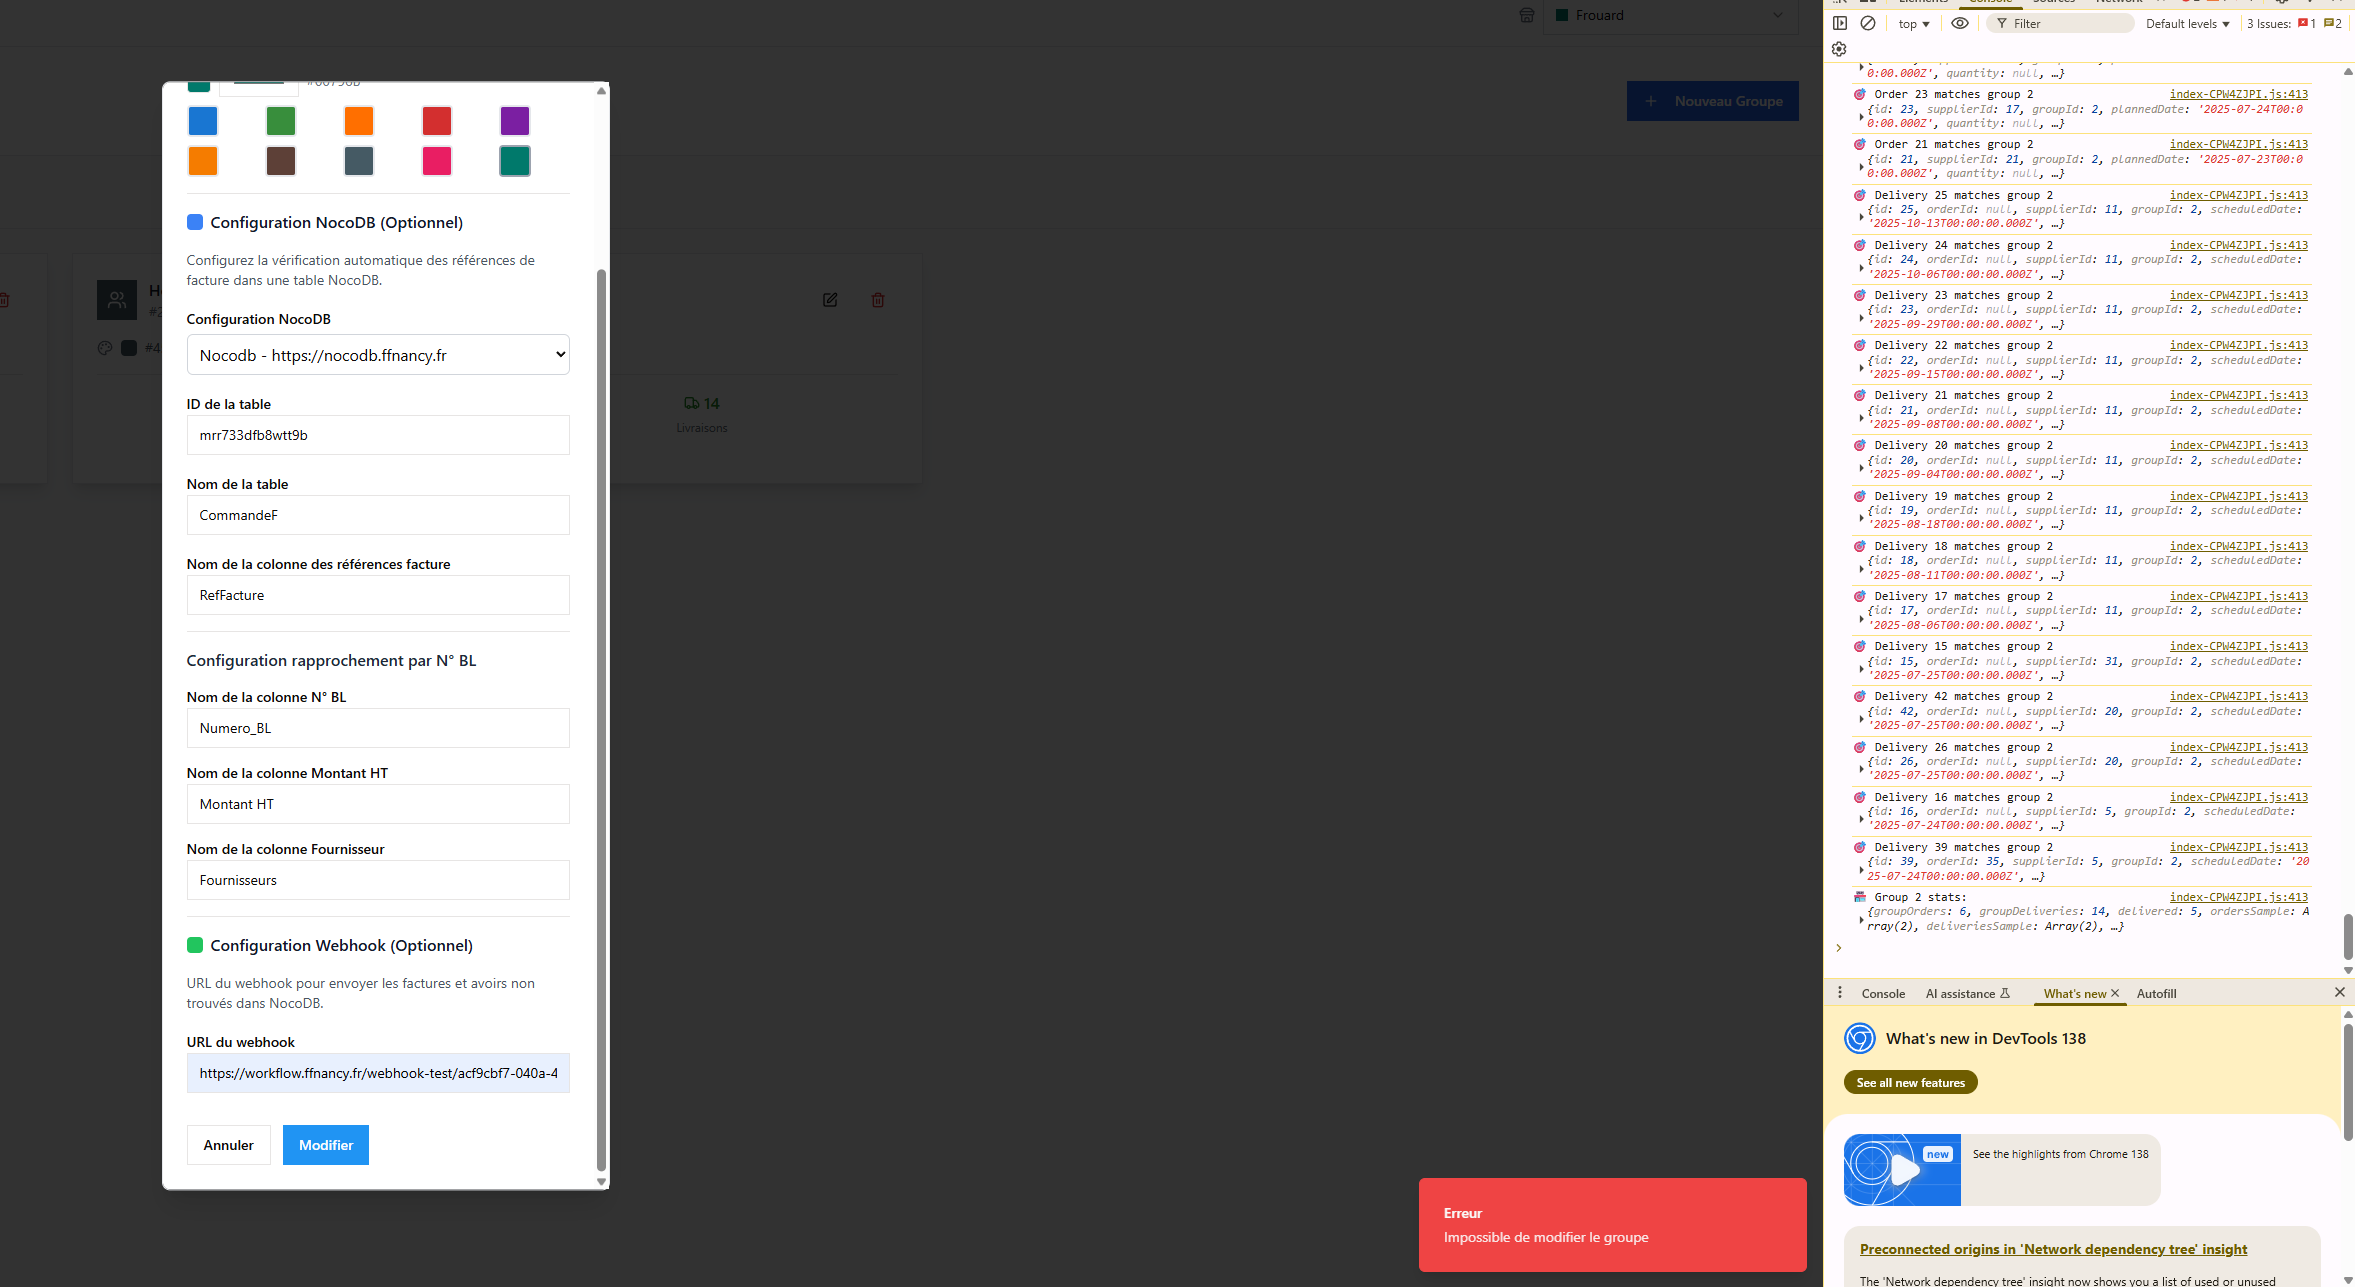 Frouard
Nouveau Groupe
Configuration NocoDB (Optionnel)
Configurez la vérification automatique des références de
facture dans une table NocoDB.
Configuration NocoDB
Nocodb - https://nocodb.ffnancy.fr
ID de la table
mrr733dfb8wtt9b
Nom de la table
CommandeF
Nom de la colonne des références facture
RefFacture
Configuration rapprochement par N° BL
Nom de la colonne N° BL
Numero_BL
Nom de la colonne Montant HT
Montant HT
Nom de la colonne Fournisseur
Fournisseurs
Configuration Webhook (Optionnel)
URL du webhook pour envoyer les factures et avoirs non
trouvés dans NocoDB.
URL du webhook
https://workflow.ffnancy.fr/webhook-test/acf9cbf7-040a-4
Annuler
Modifier
14
Livraisons
Erreur
Impossible de modifier le groupe
top
Filter
Default levels
3 Issues: 1 2
0:00.000Z', quantity: null, …}
Order 23 matches group 2 index-CPW4ZJPI.js:413
{id: 23, supplierId: 17, groupId: 2, plannedDate: '2025-07-24T00:0
0:00.000Z', quantity: null, …}
Order 21 matches group 2 index-CPW4ZJPI.js:413
{id: 21, supplierId: 21, groupId: 2, plannedDate: '2025-07-23T00:0
0:00.000Z', quantity: null, …}
Delivery 25 matches group 2 index-CPW4ZJPI.js:413
{id: 25, orderId: null, supplierId: 11, groupId: 2, scheduledDate:
'2025-10-13T00:00:00.000Z', …}
Delivery 24 matches group 2 index-CPW4ZJPI.js:413
{id: 24, orderId: null, supplierId: 11, groupId: 2, scheduledDate:
'2025-10-06T00:00:00.000Z', …}
Delivery 23 matches group 2 index-CPW4ZJPI.js:413
{id: 23, orderId: null, supplierId: 11, groupId: 2, scheduledDate:
'2025-09-29T00:00:00.000Z', …}
Delivery 22 matches group 2 index-CPW4ZJPI.js:413
{id: 22, orderId: null, supplierId: 11, groupId: 2, scheduledDate:
'2025-09-15T00:00:00.000Z', …}
Delivery 21 matches group 2 index-CPW4ZJPI.js:413
{id: 21, orderId: null, supplierId: 11, groupId: 2, scheduledDate:
'2025-09-08T00:00:00.000Z', …}
Delivery 20 matches group 2 index-CPW4ZJPI.js:413
{id: 20, orderId: null, supplierId: 11, groupId: 2, scheduledDate:
'2025-09-04T00:00:00.000Z', …}
Delivery 19 matches group 2 index-CPW4ZJPI.js:413
{id: 19, orderId: null, supplierId: 11, groupId: 2, scheduledDate:
'2025-08-18T00:00:00.000Z', …}
Delivery 18 matches group 2 index-CPW4ZJPI.js:413
{id: 18, orderId: null, supplierId: 11, groupId: 2, scheduledDate:
'2025-08-11T00:00:00.000Z', …}
Delivery 17 matches group 2 index-CPW4ZJPI.js:413
{id: 17, orderId: null, supplierId: 11, groupId: 2, scheduledDate:
'2025-08-06T00:00:00.000Z', …}
Delivery 15 matches group 2 index-CPW4ZJPI.js:413
{id: 15, orderId: null, supplierId: 31, groupId: 2, scheduledDate:
'2025-07-25T00:00:00.000Z', …}
Delivery 42 matches group 2 index-CPW4ZJPI.js:413
{id: 42, orderId: null, supplierId: 20, groupId: 2, scheduledDate:
'2025-07-25T00:00:00.000Z', …}
Delivery 26 matches group 2 index-CPW4ZJPI.js:413
{id: 26, orderId: null, supplierId: 20, groupId: 2, scheduledDate:
'2025-07-25T00:00:00.000Z', …}
Delivery 16 matches group 2 index-CPW4ZJPI.js:413
{id: 16, orderId: null, supplierId: 5, groupId: 2, scheduledDate:
'2025-07-24T00:00:00.000Z', …}
Delivery 39 matches group 2 index-CPW4ZJPI.js:413
{id: 39, orderId: 35, supplierId: 5, groupId: 2, scheduledDate: '20
25-07-24T00:00:00.000Z', …}
Group 2 stats: index-CPW4ZJPI.js:413
{groupOrders: 6, groupDeliveries: 14, delivered: 5, ordersSample: A
rray(2), deliveriesSample: Array(2), …}
Console
AI assistance
What's new
Autofill
What's new in DevTools 138
See all new features
new
See the highlights from Chrome 138
Preconnected origins in 'Network dependency tree' insight
The 'Network dependency tree' insight now shows you a list of used or unused